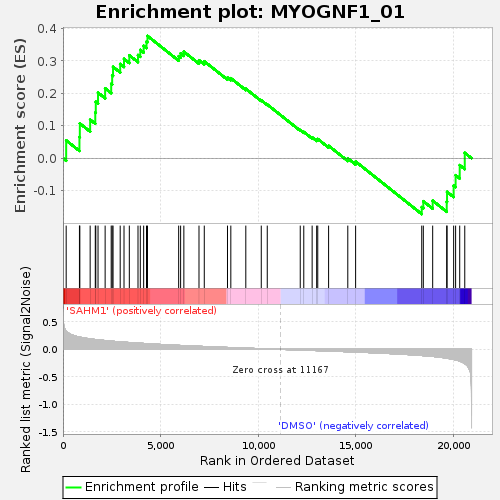 Enrichment plot: MYOGNF1_01
Enrichment score (ES)
0.4
0.3
0.2
0.1
0.0
-0.1
'SAHM1' (positively correlated)
Ranked list metric (Signal2Noise)
0.5
0.0
-0.5
-1.0
-1.5
Zero cross at 11167
'DMSO' (negatively correlated)
0
5,000
10,000
15,000
20,000
Rank in Ordered Dataset
Enrichment profile
Hits
Ranking metric scores